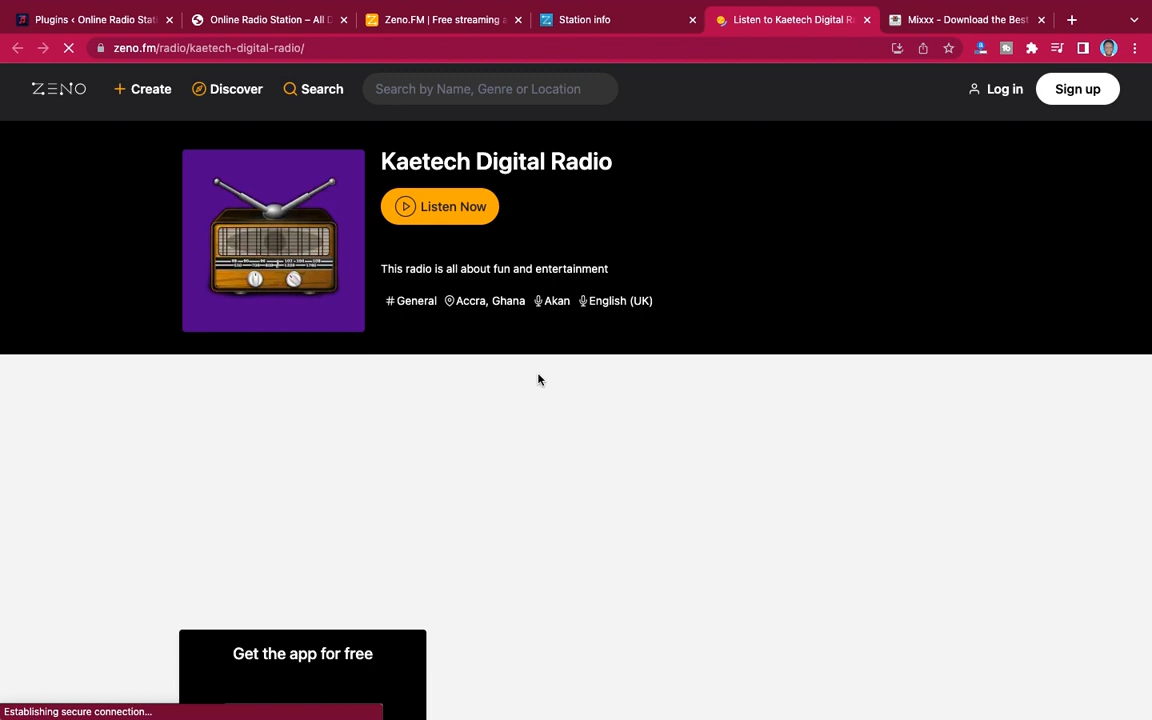 Plugins ‹ Online Radio Stati
Online Radio Station – All D
Zeno.FM | Free streaming a
Station info
Listen to Kaetech Digital Ra
Mixxx - Download the Best
zeno.fm/radio/kaetech-digital-radio/
ZENO
Create
Discover
Search
Search by Name, Genre or Location
Log in
Sign up
Kaetech Digital Radio
Listen Now
This radio is all about fun and entertainment
# General Accra, Ghana Akan English (UK)
Get the app for free
Establishing secure connection...